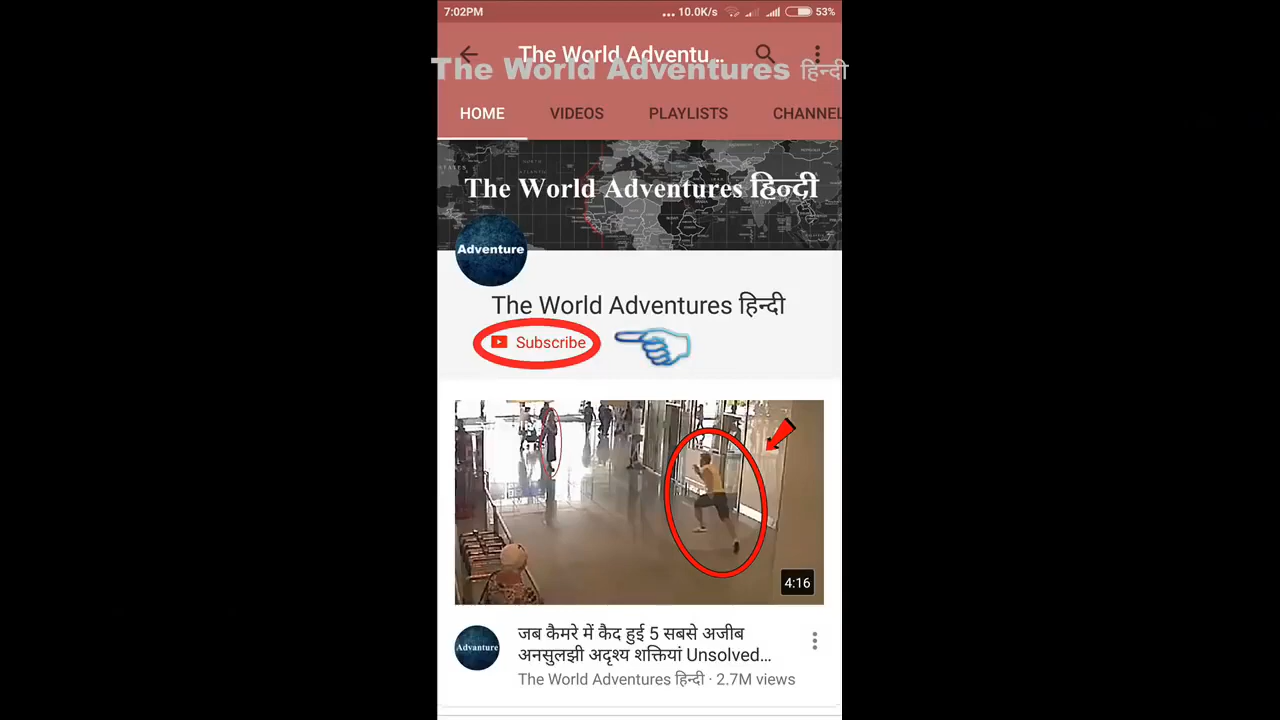 7:02PM ... 10.0K/s 53%
The World Adventu...
The World Adventures हिन्दी
HOME VIDEOS PLAYLISTS CHANNEL
The World Adventures हिन्दी
Adventure
The World Adventures हिन्दी
Subscribe
4:16
जब कैमरे में कैद हुई 5 सबसे अजीब
Advanture
अनसुलझी अदृश्य शक्तियां Unsolved...
The World Adventures हिन्दी · 2.7M views